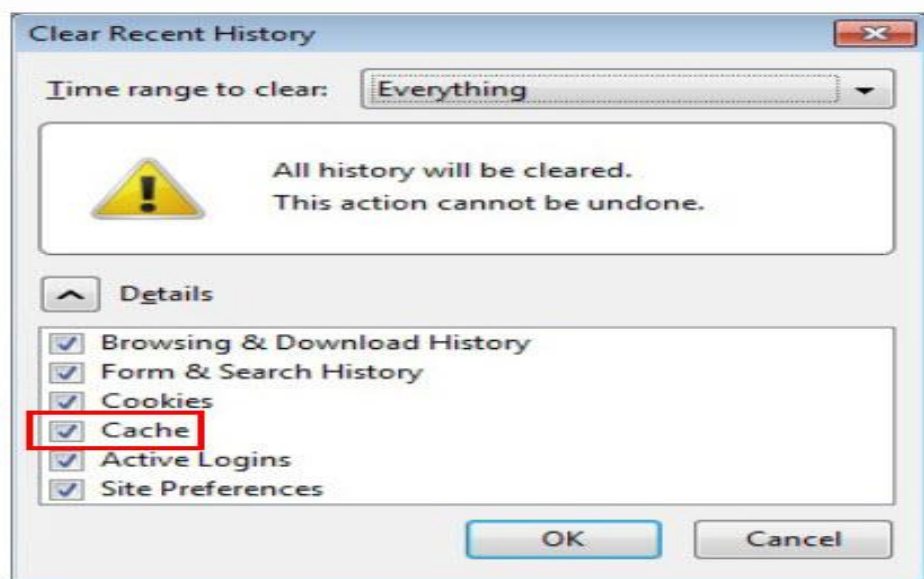 Clear Recent History
Time range to clear: Everything
All history will be cleared.
This action cannot be undone.
Details
Browsing & Download History
Form & Search History
Cookies
Cache
Active Logins
Site Preferences
OK Cancel